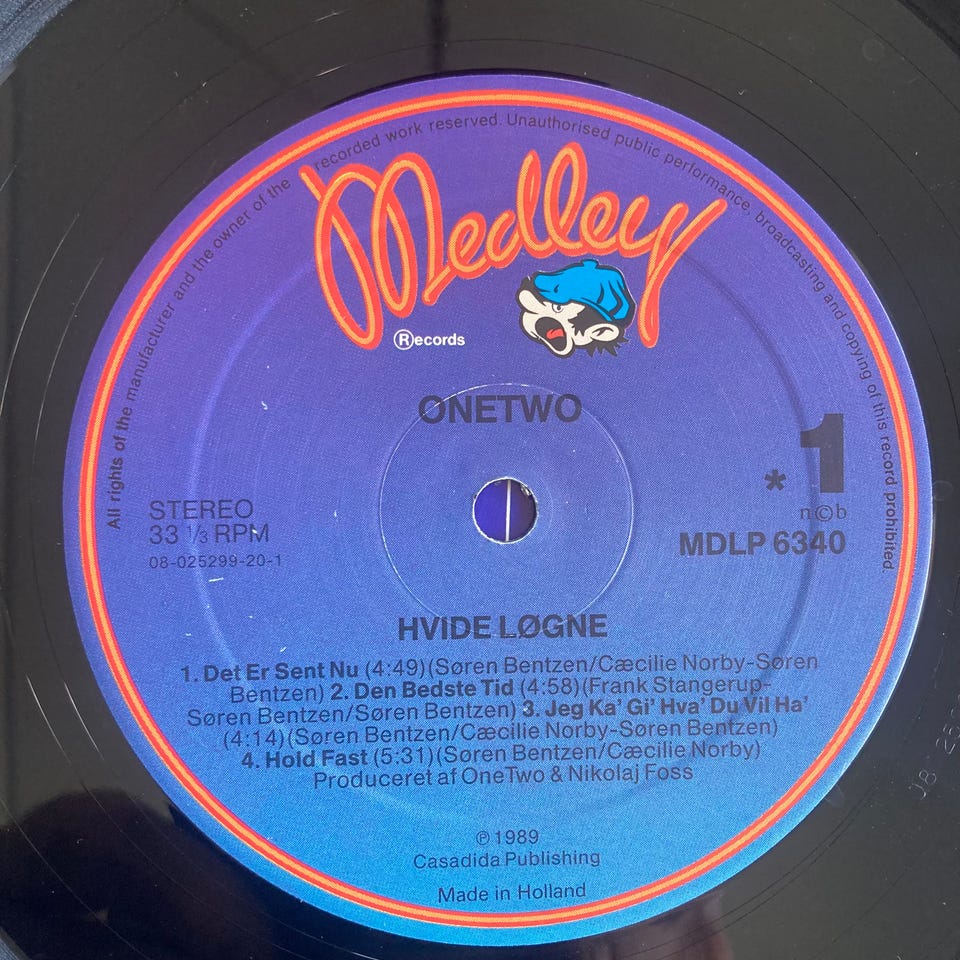 All rights of the manufacturer and the owner of the recorded work reserved. Unauthorised public performance, broadcasting and copying of this record prohibited.
Medley
Records
ONETWO
* 1
STEREO
n©b
33 ⅓ RPM
MDLP 6340
08-025299-20-1
HVIDE LØGNE
1. Det Er Sent Nu (4:49)(Søren Bentzen/Cæcilie Norby-Søren
Bentzen) 2. Den Bedste Tid (4:58)(Frank Stangerup-
Søren Bentzen/Søren Bentzen) 3. Jeg Ka' Gi' Hva' Du Vil Ha'
(4:14)(Søren Bentzen/Cæcilie Norby-Søren Bentzen)
4. Hold Fast (5:31)(Søren Bentzen/Cæcilie Norby)
Produceret af OneTwo & Nikolaj Foss
℗ 1989
Casadida Publishing
Made in Holland